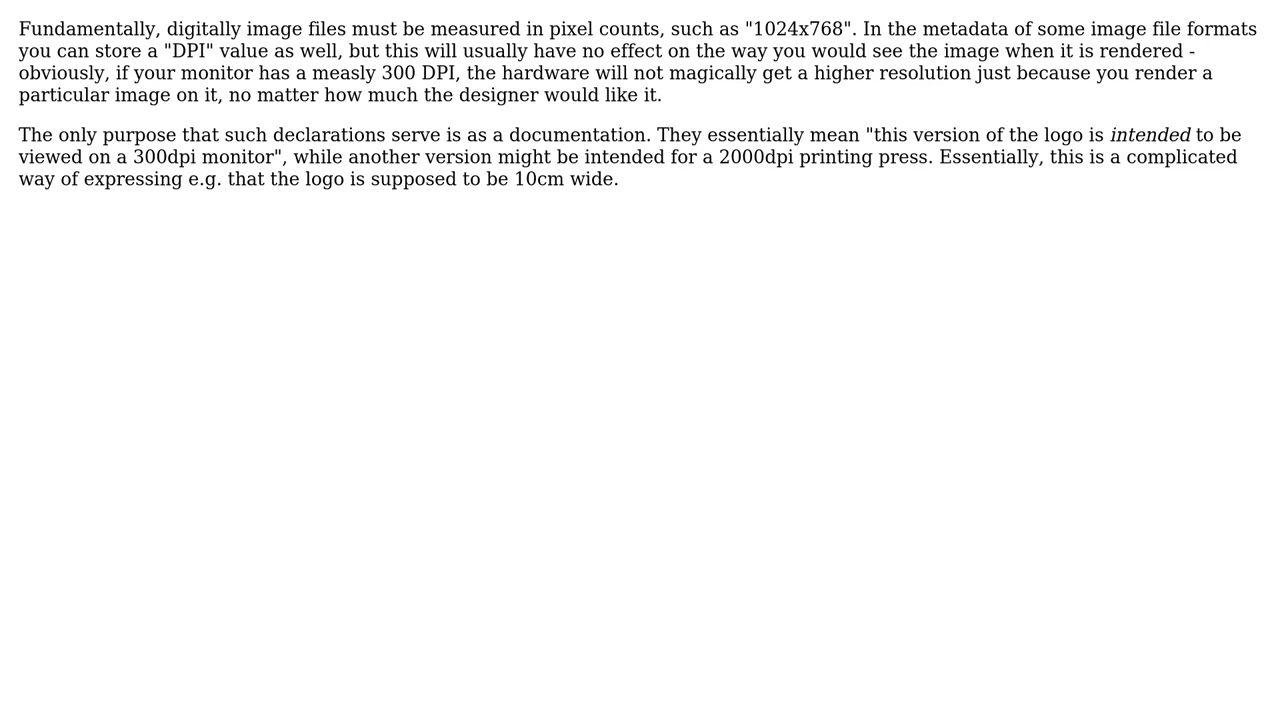 Fundamentally, digitally image files must be measured in pixel counts, such as "1024x768". In the metadata of some image file formats
you can store a "DPI" value as well, but this will usually have no effect on the way you would see the image when it is rendered -
obviously, if your monitor has a measly 300 DPI, the hardware will not magically get a higher resolution just because you render a
particular image on it, no matter how much the designer would like it.
The only purpose that such declarations serve is as a documentation. They essentially mean "this version of the logo is intended to be
viewed on a 300dpi monitor", while another version might be intended for a 2000dpi printing press. Essentially, this is a complicated
way of expressing e.g. that the logo is supposed to be 10cm wide.